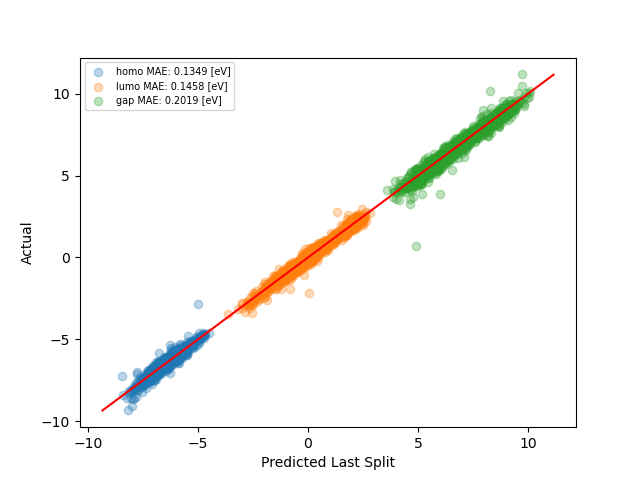 homo MAE: 0.1349 [eV]
lumo MAE: 0.1458 [eV]
gap MAE: 0.2019 [eV]
10
5
0
−5
−10
Actual
−10 −5 0 5 10
Predicted Last Split